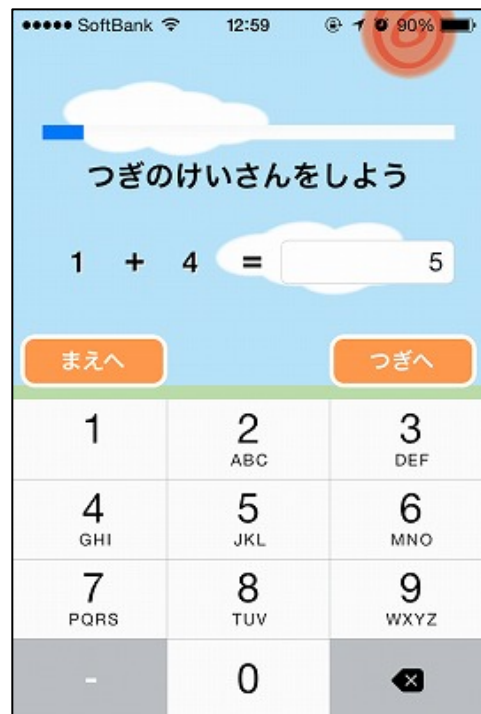 SoftBank 12:59 90%
つぎのけいさんをしよう
1 + 4 = 5
まえへ つぎへ
1 2 3
ABC DEF
4 5 6
GHI JKL MNO
7 8 9
PQRS TUV WXYZ
- 0